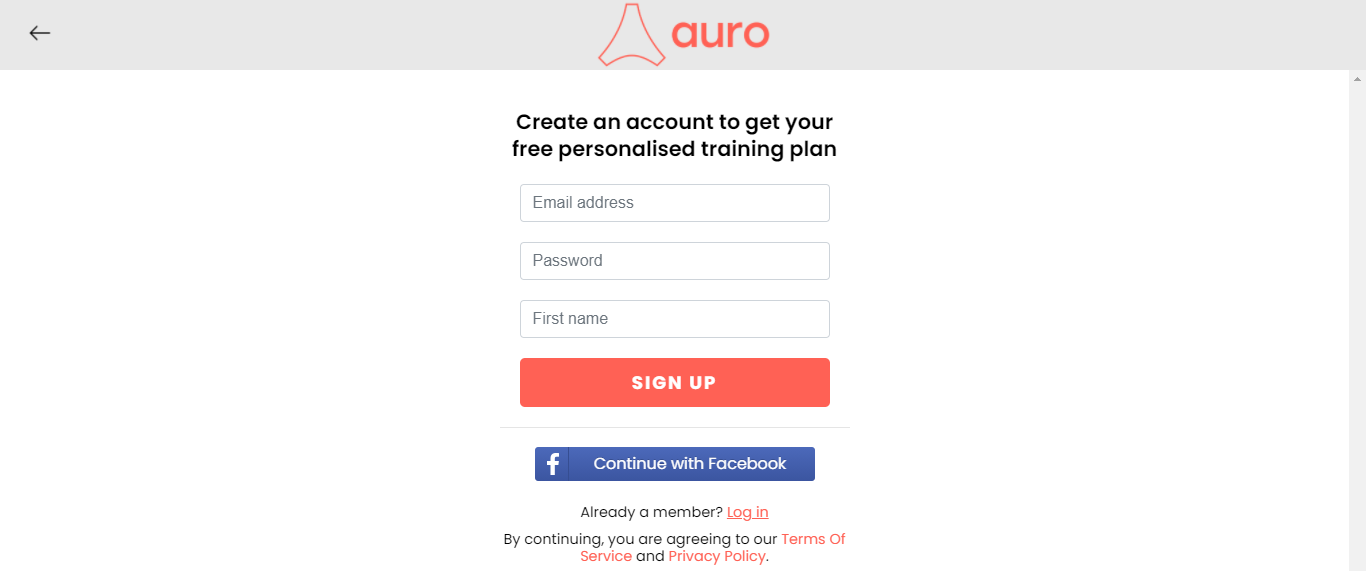 auro
Create an account to get your
free personalised training plan
Email address
Password
First name
SIGN UP
f Continue with Facebook
Already a member? Log in
By continuing, you are agreeing to our Terms Of
Service and Privacy Policy.